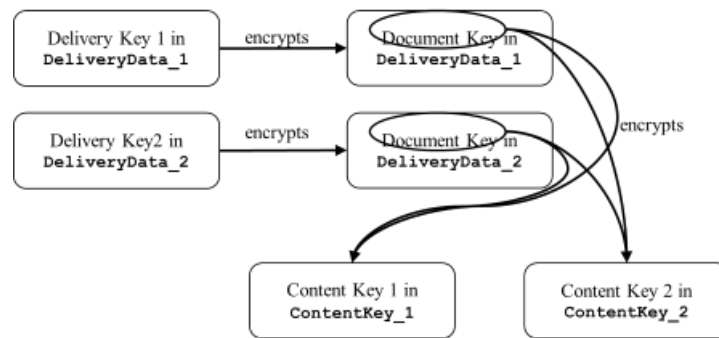 Delivery Key 1 in
DeliveryData_1
encrypts
Document Key in
DeliveryData_1
Delivery Key2 in
DeliveryData_2
encrypts
Document Key in
DeliveryData_2
encrypts
Content Key 1 in
ContentKey_1
Content Key 2 in
ContentKey_2